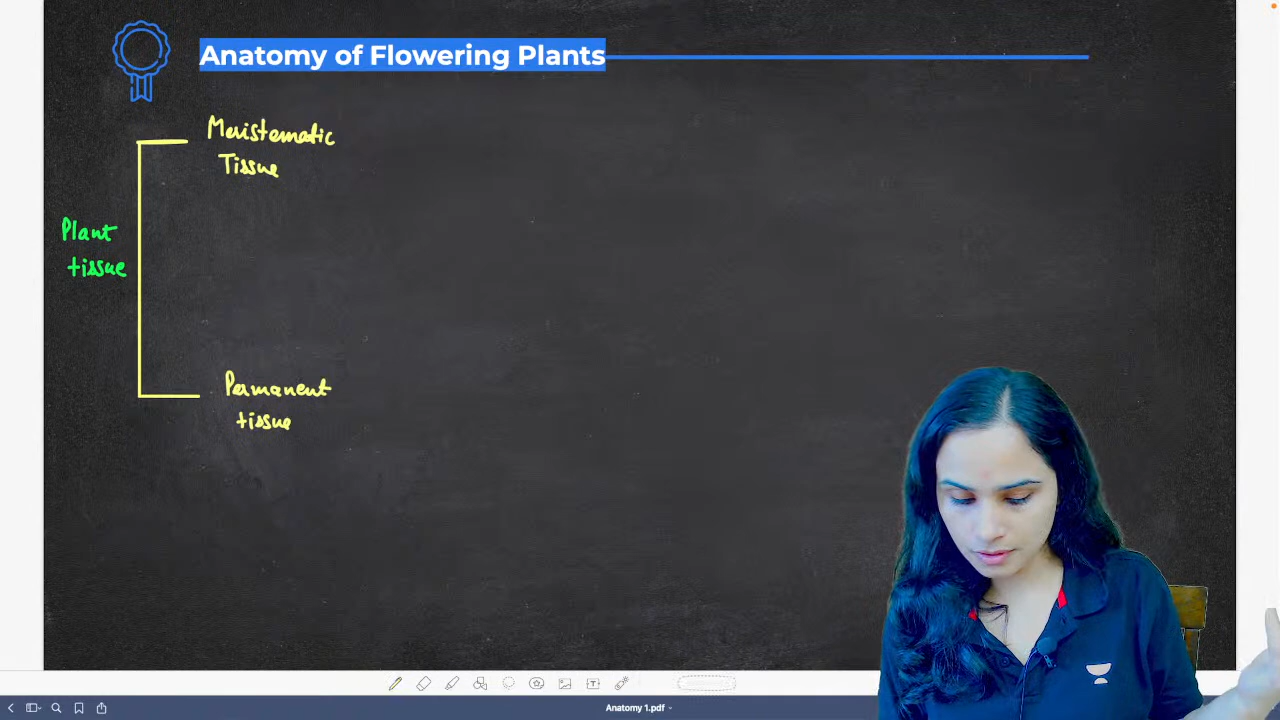 Anatomy of Flowering Plants
Meristematic
Tissue
Plant
tissue
Permanent
tissue
Anatomy 1.pdf